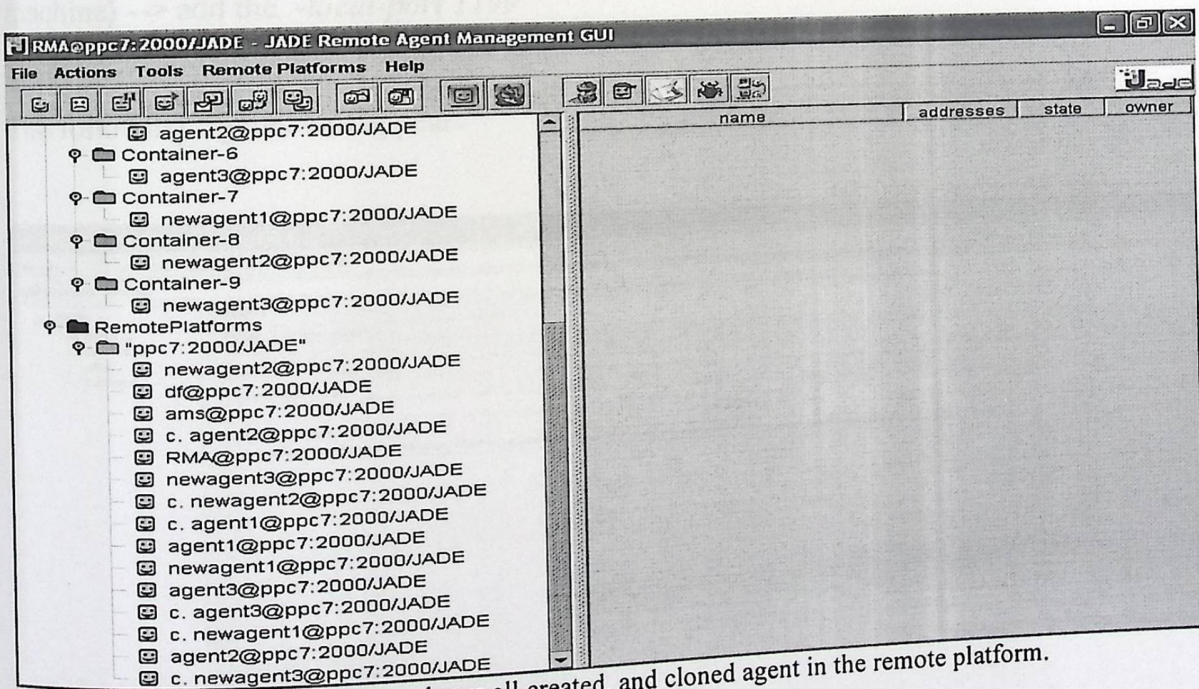 RMA@ppc7:2000/JADE - JADE Remote Agent Management GUI
File Actions Tools Remote Platforms Help
Jade
name addresses state owner
agent2@ppc7:2000/JADE
Container-6
agent3@ppc7:2000/JADE
Container-7
newagent1@ppc7:2000/JADE
Container-8
newagent2@ppc7:2000/JADE
Container-9
newagent3@ppc7:2000/JADE
RemotePlatforms
"ppc7:2000/JADE"
newagent2@ppc7:2000/JADE
df@ppc7:2000/JADE
ams@ppc7:2000/JADE
c. agent2@ppc7:2000/JADE
RMA@ppc7:2000/JADE
newagent3@ppc7:2000/JADE
c. newagent2@ppc7:2000/JADE
c. agent1@ppc7:2000/JADE
agent1@ppc7:2000/JADE
newagent1@ppc7:2000/JADE
agent3@ppc7:2000/JADE
c. agent3@ppc7:2000/JADE
c. newagent1@ppc7:2000/JADE
agent2@ppc7:2000/JADE
c. newagent3@ppc7:2000/JADE
all created, and cloned agent in the remote platform.